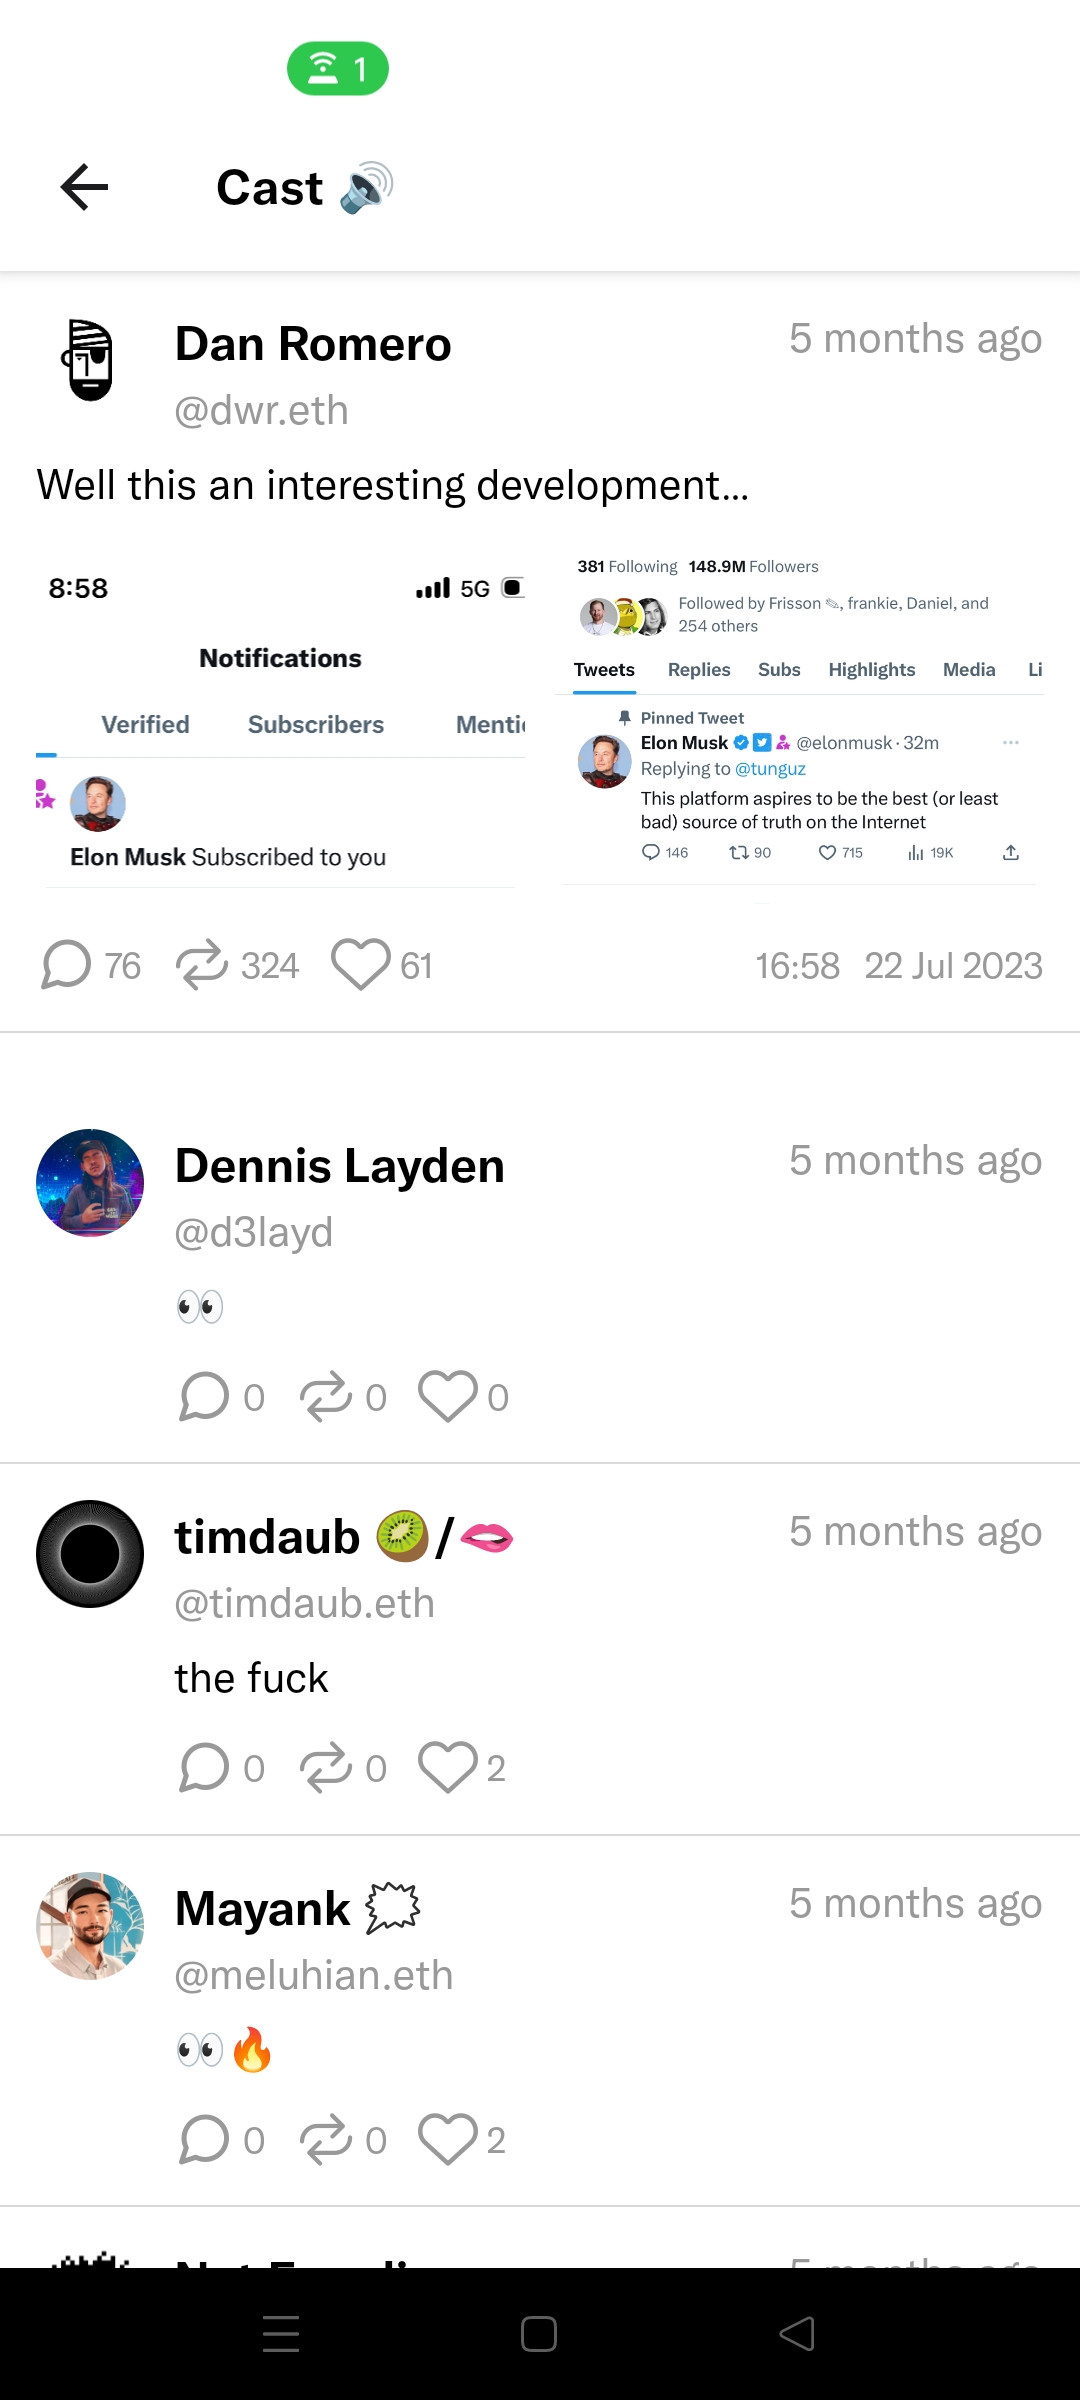 1
Cast 🔊
Dan Romero
5 months ago
@dwr.eth
Well this an interesting development...
8:58
5G
Notifications
Verified Subscribers
Elon Musk Subscribed to you
381 Following 148.9M Followers
Followed by Frisson ✎, frankie, Daniel, and
254 others
Tweets Replies Subs Highlights Media Li
Pinned Tweet
Elon Musk @elonmusk · 32m
Replying to @tunguz
This platform aspires to be the best (or least
bad) source of truth on the Internet
146 90 715 19K
76 324 61 16:58 22 Jul 2023
Dennis Layden
5 months ago
@d3layd
👀
0 0 0
timdaub 🥝/🫦
5 months ago
@timdaub.eth
the fuck
0 0 2
Mayank 🗯
5 months ago
@meluhian.eth
👀🔥
0 0 2